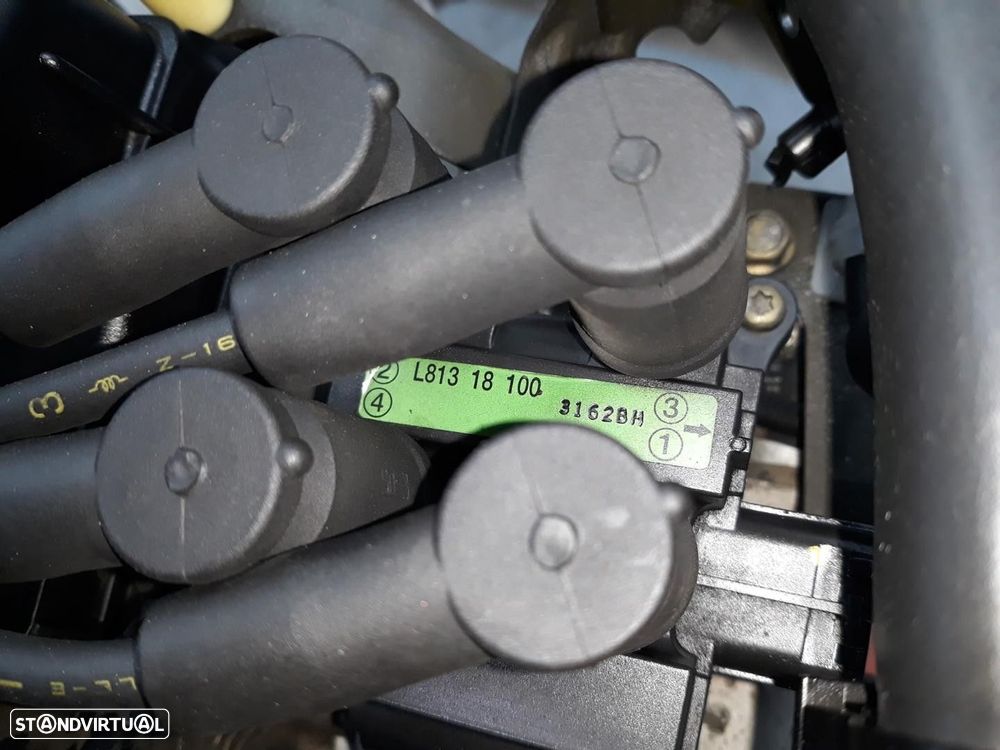 3 Z-16
② L813 18 100 3162BH ③
④ ①
STANDVIRTUAL